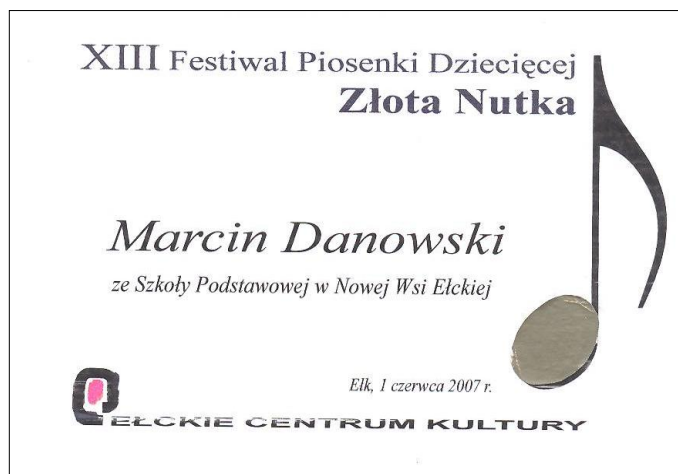 XIII Festiwal Piosenki Dziecięcej
Złota Nutka
Marcin Danowski
ze Szkoły Podstawowej w Nowej Wsi Ełckiej
Ełk, 1 czerwca 2007 r.
EŁCKIE CENTRUM KULTURY